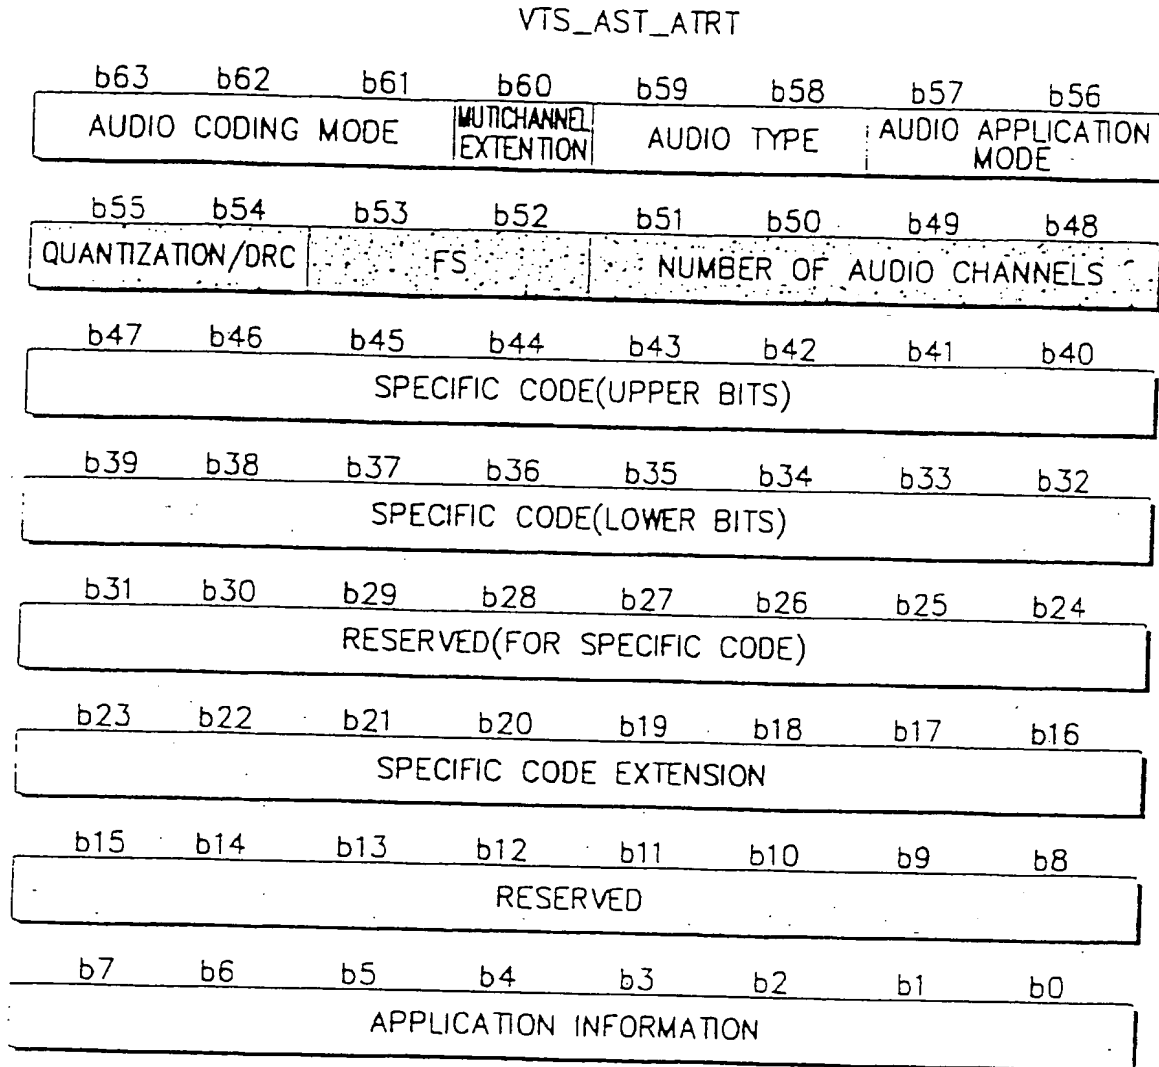 VTS_AST_ATRT
b63 b62 b61 b60 b59 b58 b57 b56
AUDIO CODING MODE MUTICHANNEL EXTENTION AUDIO TYPE AUDIO APPLICATION MODE
b55 b54 b53 b52 b51 b50 b49 b48
QUANTIZATION/DRC FS NUMBER OF AUDIO CHANNELS
b47 b46 b45 b44 b43 b42 b41 b40
SPECIFIC CODE(UPPER BITS)
b39 b38 b37 b36 b35 b34 b33 b32
SPECIFIC CODE(LOWER BITS)
b31 b30 b29 b28 b27 b26 b25 b24
RESERVED(FOR SPECIFIC CODE)
b23 b22 b21 b20 b19 b18 b17 b16
SPECIFIC CODE EXTENSION
b15 b14 b13 b12 b11 b10 b9 b8
RESERVED
b7 b6 b5 b4 b3 b2 b1 b0
APPLICATION INFORMATION